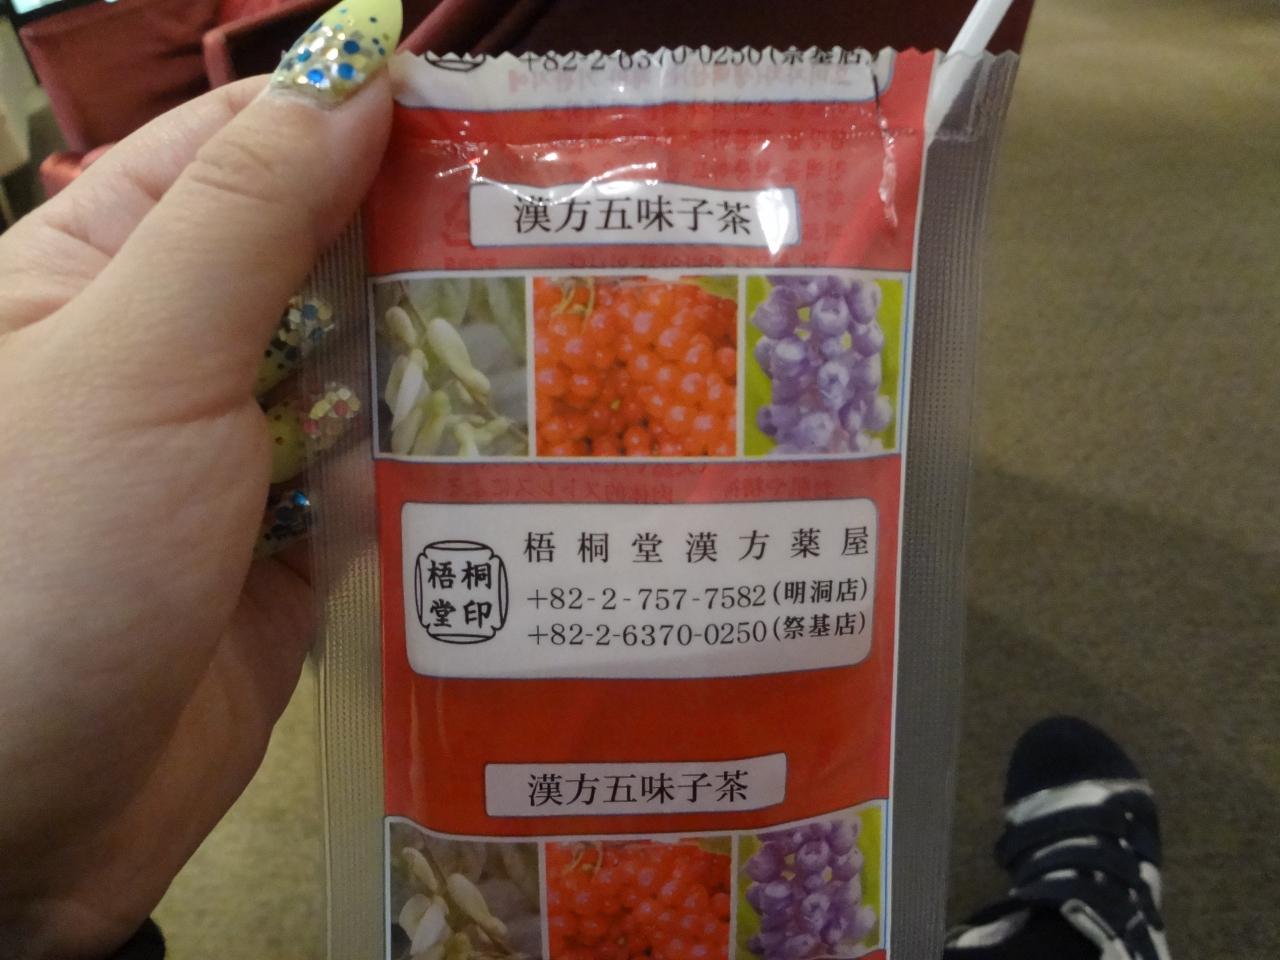 +82-2-6370-0250(祭基店)
漢方五味子茶
梧桐堂漢方薬屋
梧桐
堂印
+82-2-757-7582(明洞店)
+82-2-6370-0250(祭基店)
漢方五味子茶